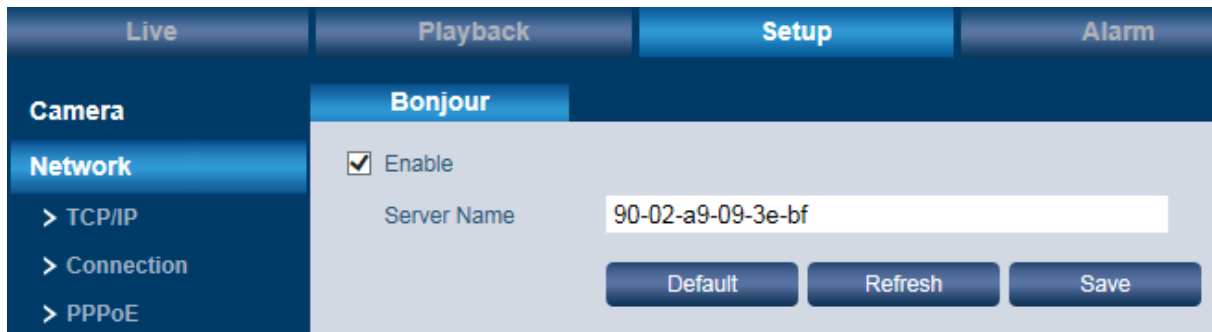 Live Playback Setup Alarm
Camera
Bonjour
Network
Enable
> TCP/IP
Server Name 90-02-a9-09-3e-bf
> Connection
Default Refresh Save
> PPPoE